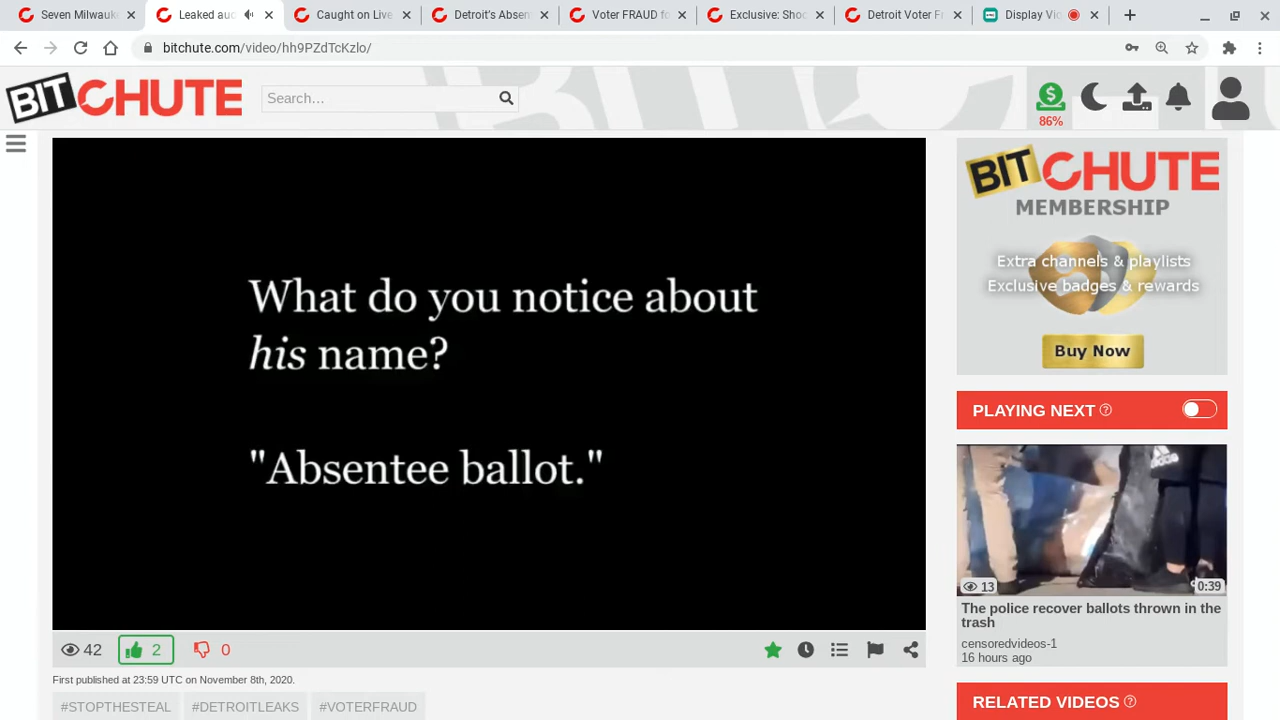 Seven Milwauke
Leaked aud
Caught on Live
Detroit's Absen
Voter FRAUD fo
Exclusive: Shoc
Detroit Voter Fr
Display Vid
bitchute.com/video/hh9PZdTcKzlo/
BITCHUTE
Search...
86%
What do you notice about
his name?
"Absentee ballot."
42
2
0
First published at 23:59 UTC on November 8th, 2020.
#STOPTHESTEAL
#DETROITLEAKS
#VOTERFRAUD
BITCHUTE
MEMBERSHIP
Extra channels & playlists
Exclusive badges & rewards
Buy Now
PLAYING NEXT
13
0:39
The police recover ballots thrown in the
trash
censoredvideos-1
16 hours ago
RELATED VIDEOS